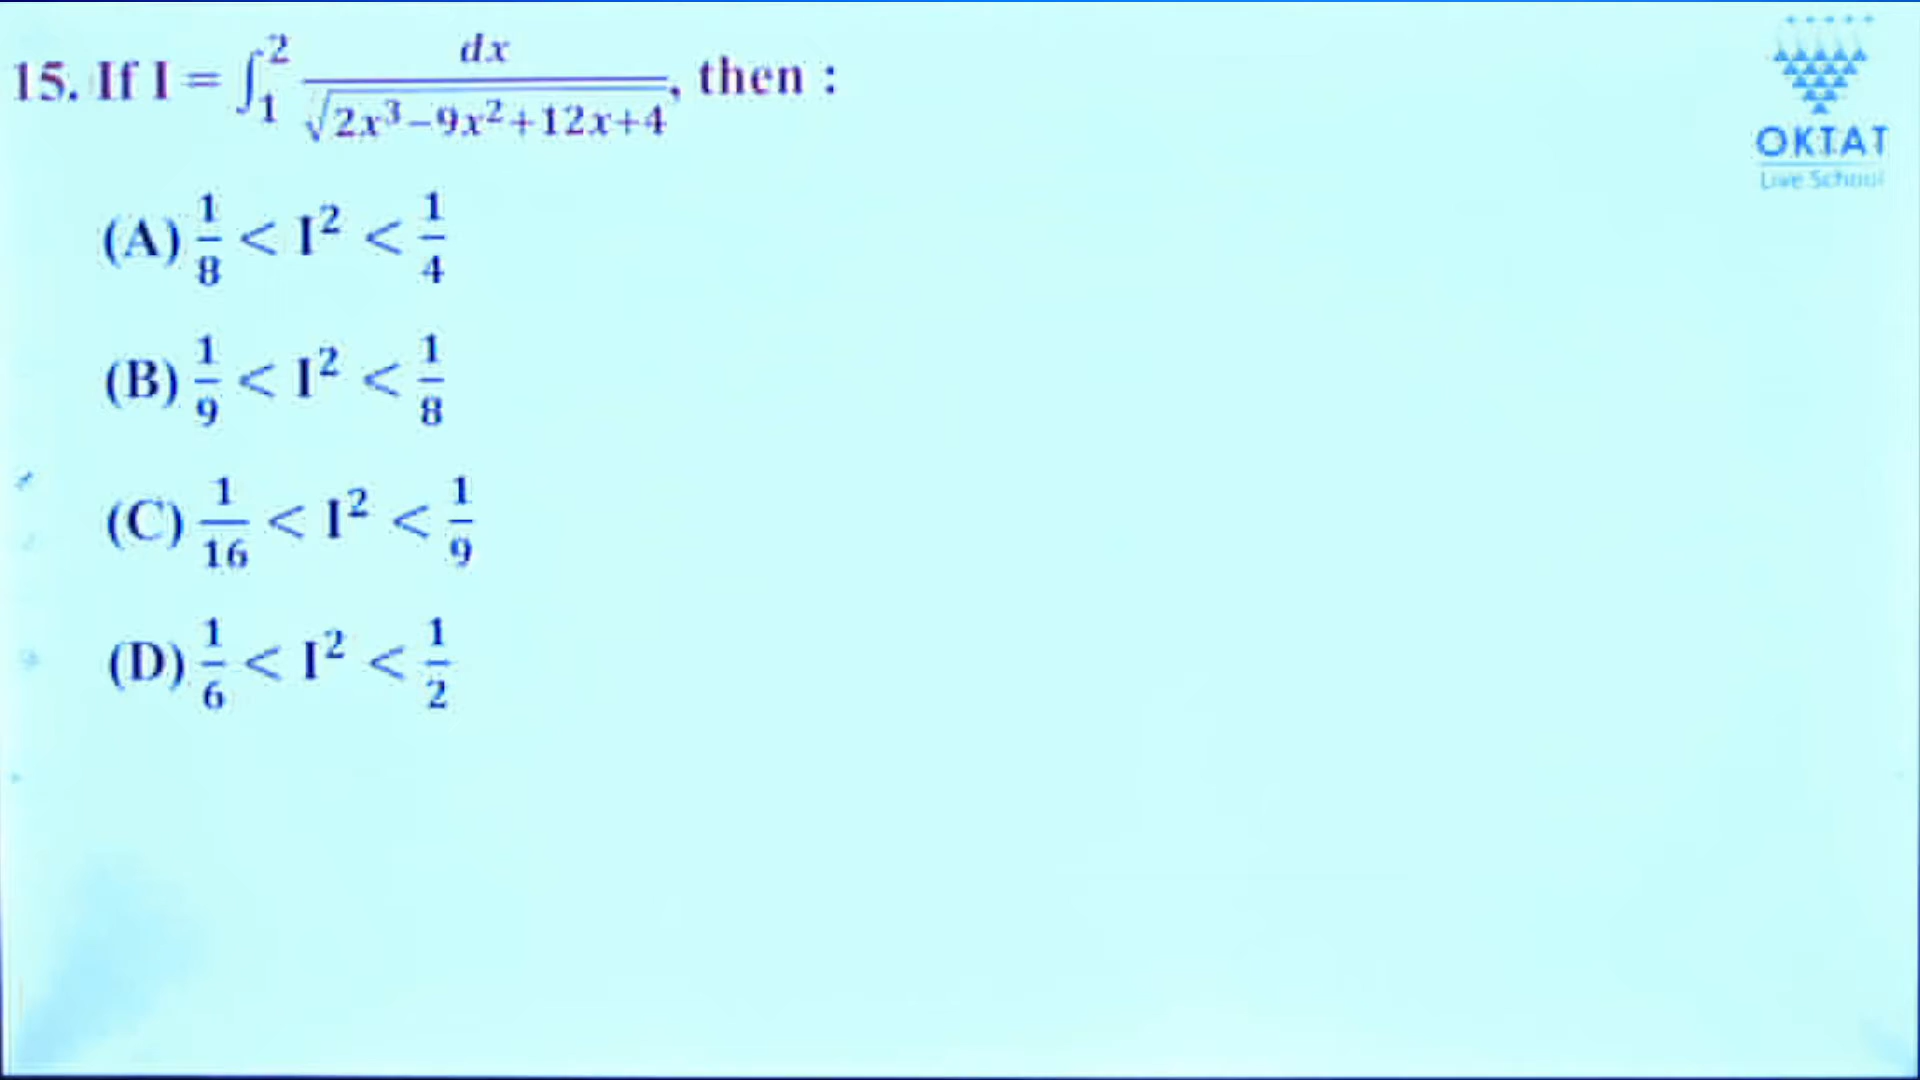 15. If I = ∫₁² dx / √(2x³−9x²+12x+4), then :
(A) 1/8 < I² < 1/4
(B) 1/9 < I² < 1/8
(C) 1/16 < I² < 1/9
(D) 1/6 < I² < 1/2
OKTAT
Live School